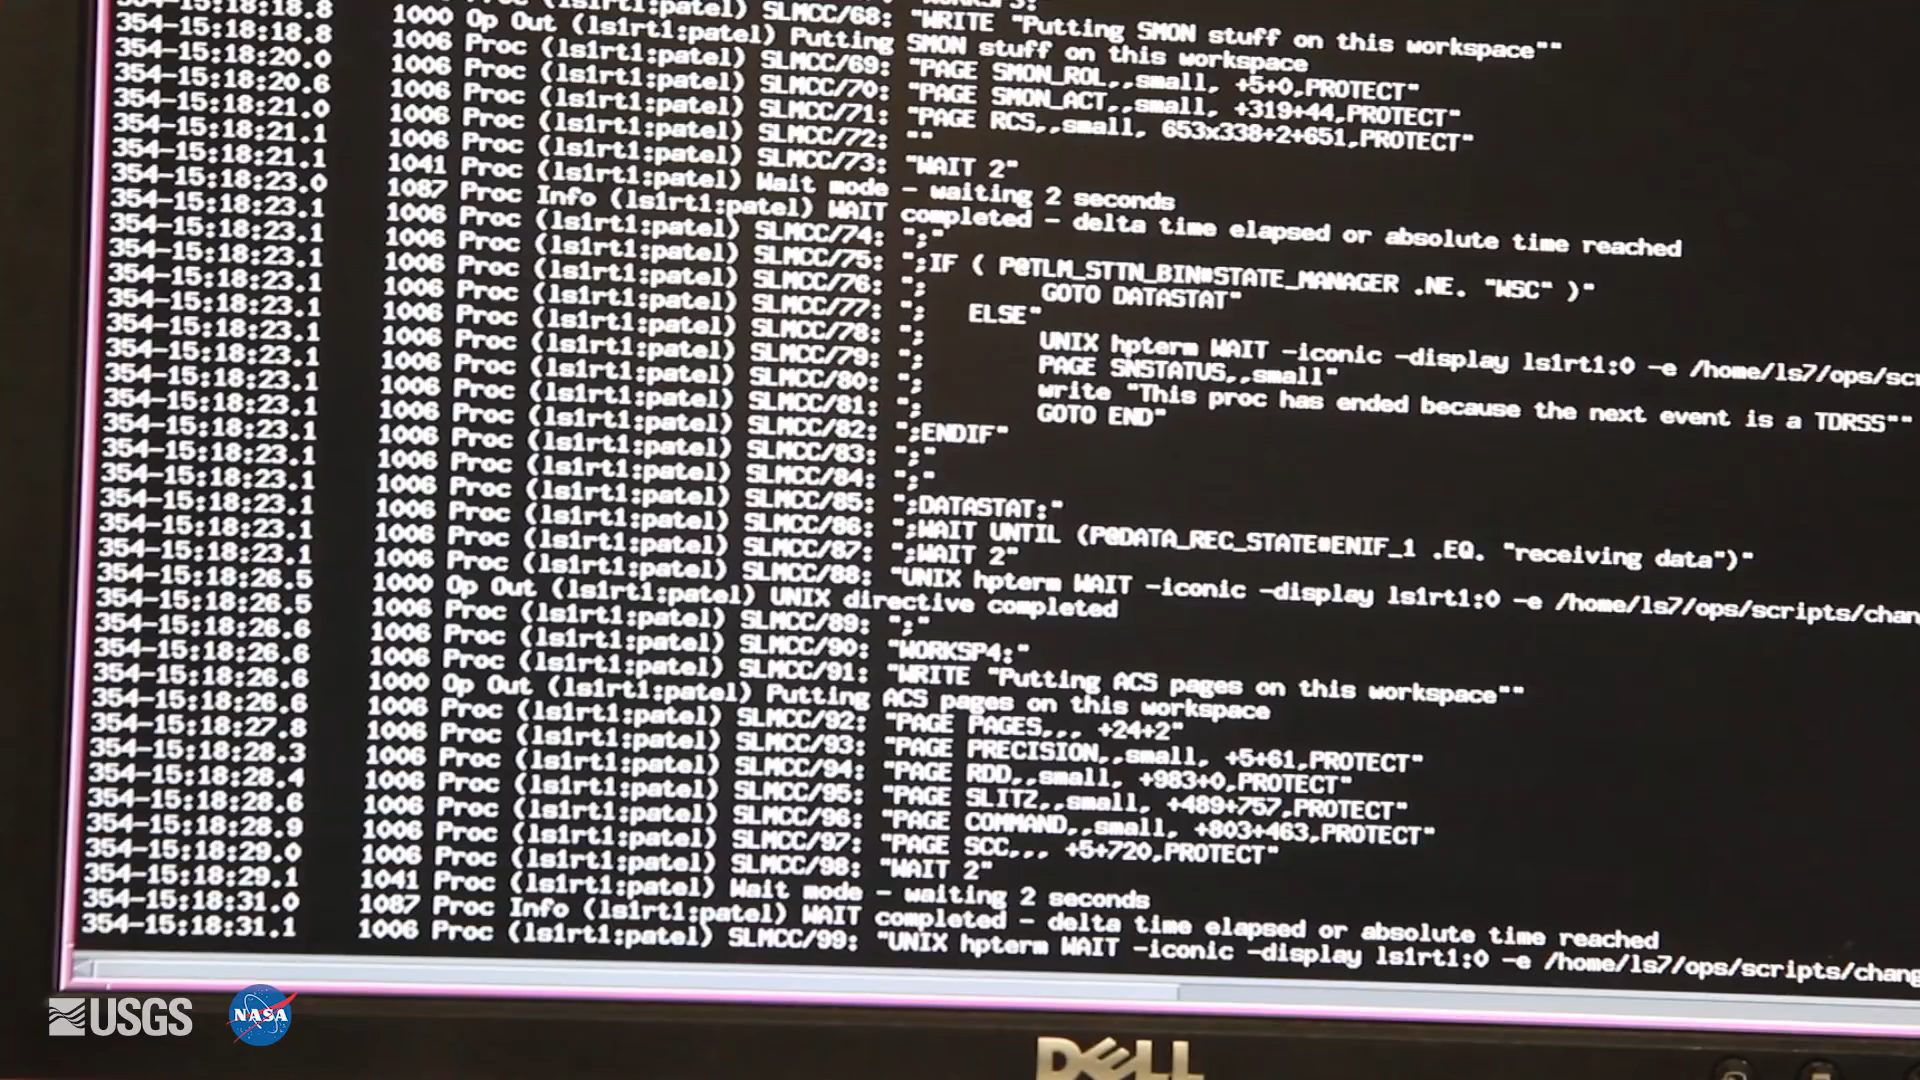 (ls1rt1:patel) SLMCC/68: "WRITE "Putting SMON stuff on this workspace""
354-15:18:18.8 1000 Op Out (ls1rt1:patel) Putting SMON stuff on this workspace
354-15:18:18.8 1006 Proc (ls1rt1:patel) SLMCC/69: "PAGE SMON_ROL,,small, +5+0,PROTECT"
354-15:18:20.0 1006 Proc (ls1rt1:patel) SLMCC/70: "PAGE SMON_ACT,,small, +319+44,PROTECT"
354-15:18:20.6 1006 Proc (ls1rt1:patel) SLMCC/71: "PAGE RCS,,small, 653x338+2+651,PROTECT"
354-15:18:21.0 1006 Proc (ls1rt1:patel) SLMCC/72: ""
354-15:18:21.1 1006 Proc (ls1rt1:patel) SLMCC/73: "WAIT 2"
354-15:18:21.1 1041 Proc (ls1rt1:patel) Wait mode - waiting 2 seconds
354-15:18:23.0 1087 Proc Info (ls1rt1:patel) WAIT completed - delta time elapsed or absolute time reached
354-15:18:23.1 1006 Proc (ls1rt1:patel) SLMCC/74: ";"
354-15:18:23.1 1006 Proc (ls1rt1:patel) SLMCC/75: ";IF ( P@TLM_STTN_BIN#STATE_MANAGER .NE. "WSC" )"
354-15:18:23.1 1006 Proc (ls1rt1:patel) SLMCC/76: "; GOTO DATASTAT"
354-15:18:23.1 1006 Proc (ls1rt1:patel) SLMCC/77: "; ELSE"
354-15:18:23.1 1006 Proc (ls1rt1:patel) SLMCC/78: "; UNIX hpterm WAIT -iconic -display ls1rt1:0 -e /home/ls7/ops/scr
354-15:18:23.1 1006 Proc (ls1rt1:patel) SLMCC/79: "; PAGE SNSTATUS,,small"
354-15:18:23.1 1006 Proc (ls1rt1:patel) SLMCC/80: "; write "This proc has ended because the next event is a TDRSS""
354-15:18:23.1 1006 Proc (ls1rt1:patel) SLMCC/81: "; GOTO END"
354-15:18:23.1 1006 Proc (ls1rt1:patel) SLMCC/82: ";ENDIF"
354-15:18:23.1 1006 Proc (ls1rt1:patel) SLMCC/83: ";"
354-15:18:23.1 1006 Proc (ls1rt1:patel) SLMCC/84: ";"
354-15:18:23.1 1006 Proc (ls1rt1:patel) SLMCC/85: ";DATASTAT:"
354-15:18:23.1 1006 Proc (ls1rt1:patel) SLMCC/86: ";WAIT UNTIL (P@DATA_REC_STATE#ENIF_1 .EQ. "receiving data")"
354-15:18:23.1 1006 Proc (ls1rt1:patel) SLMCC/87: ";WAIT 2"
354-15:18:23.1 1006 Proc (ls1rt1:patel) SLMCC/88: "UNIX hpterm WAIT -iconic -display ls1rt1:0 -e /home/ls7/ops/scripts/chan
354-15:18:26.5 1000 Op Out (ls1rt1:patel) UNIX directive completed
354-15:18:26.5 1006 Proc (ls1rt1:patel) SLMCC/89: ";"
354-15:18:26.6 1006 Proc (ls1rt1:patel) SLMCC/90: "WORKSP4:"
354-15:18:26.6 1006 Proc (ls1rt1:patel) SLMCC/91: "WRITE "Putting ACS pages on this workspace""
354-15:18:26.6 1000 Op Out (ls1rt1:patel) Putting ACS pages on this workspace
354-15:18:26.6 1006 Proc (ls1rt1:patel) SLMCC/92: "PAGE PAGES,,, +24+2"
354-15:18:27.8 1006 Proc (ls1rt1:patel) SLMCC/93: "PAGE PRECISION,,small, +5+61,PROTECT"
354-15:18:28.3 1006 Proc (ls1rt1:patel) SLMCC/94: "PAGE RDD,,small, +983+0,PROTECT"
354-15:18:28.4 1006 Proc (ls1rt1:patel) SLMCC/95: "PAGE SLITZ,,small, +489+757,PROTECT"
354-15:18:28.6 1006 Proc (ls1rt1:patel) SLMCC/96: "PAGE COMMAND,,small, +803+463,PROTECT"
354-15:18:28.9 1006 Proc (ls1rt1:patel) SLMCC/97: "PAGE SCC,,, +5+720,PROTECT"
354-15:18:29.0 1006 Proc (ls1rt1:patel) SLMCC/98: "WAIT 2"
354-15:18:29.1 1041 Proc (ls1rt1:patel) Wait mode - waiting 2 seconds
354-15:18:31.0 1087 Proc Info (ls1rt1:patel) WAIT completed - delta time elapsed or absolute time reached
354-15:18:31.1 1006 Proc (ls1rt1:patel) SLMCC/99: "UNIX hpterm WAIT -iconic -display ls1rt1:0 -e /home/ls7/ops/scripts/chang
USGS NASA
DELL